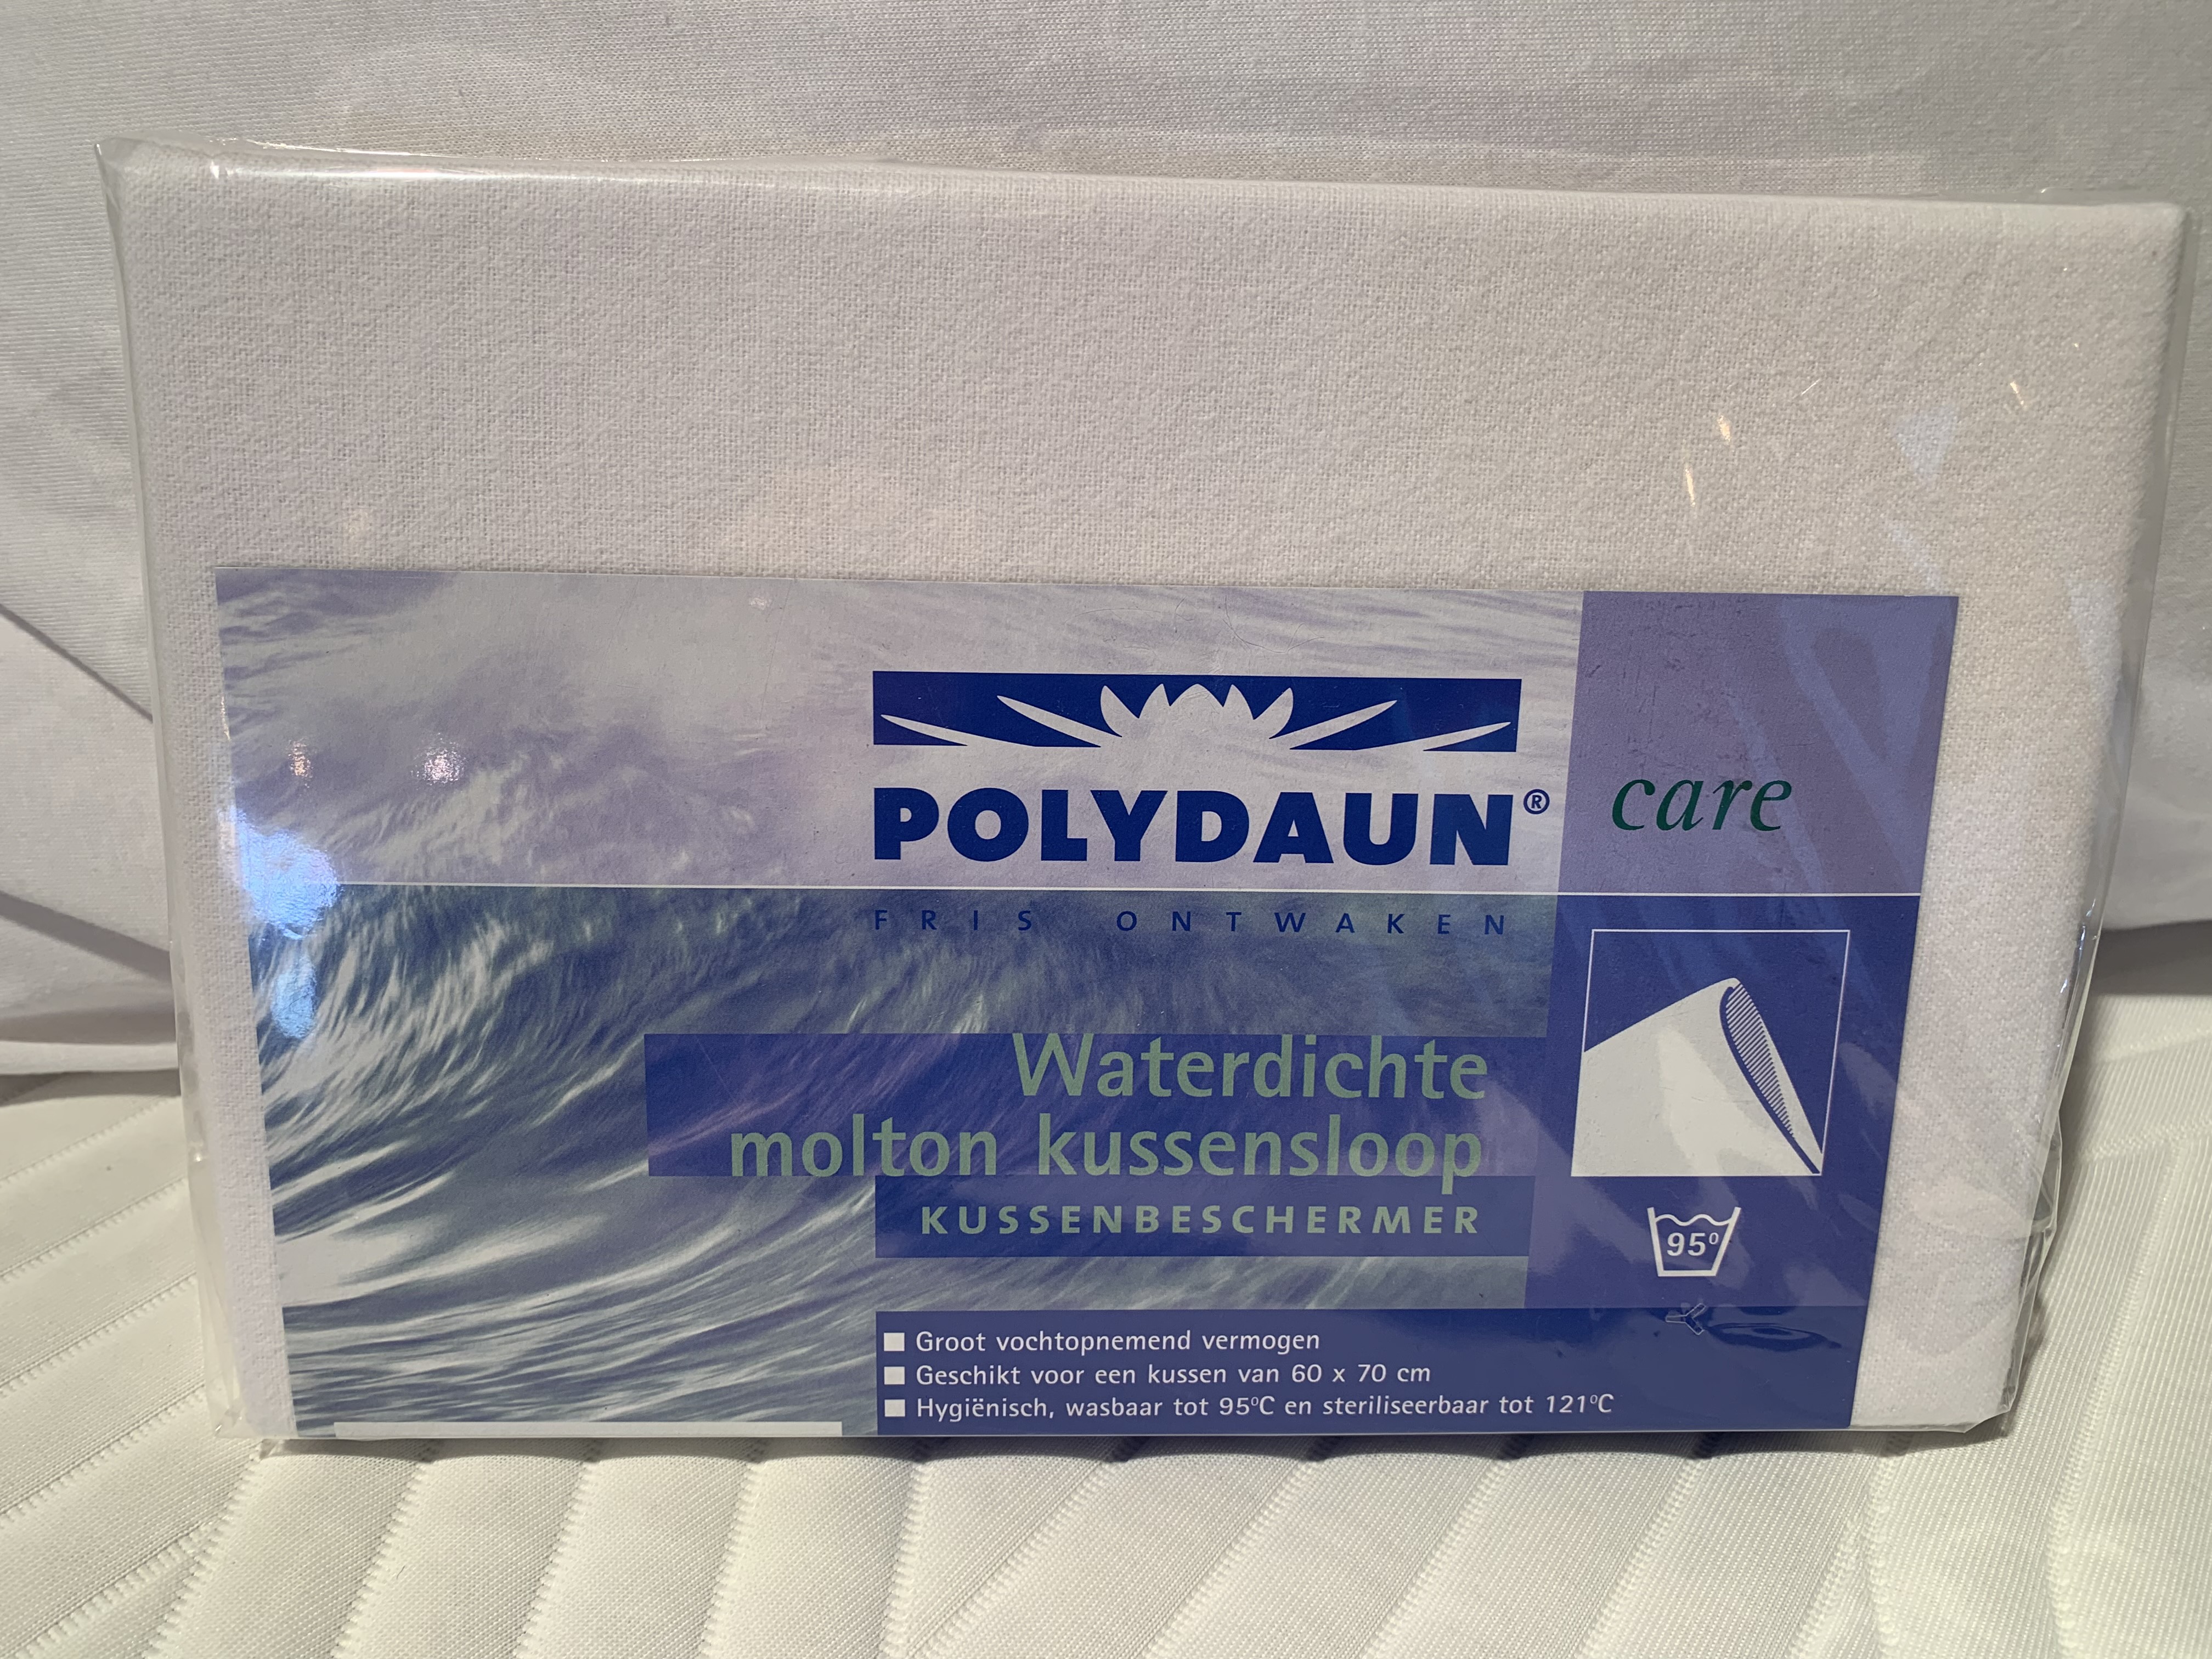 POLYDAUN®
care
FRIS ONTWAKEN
Waterdichte
molton kussensloop
KUSSENBESCHERMER
95°
Groot vochtopnemend vermogen
Geschikt voor een kussen van 60 x 70 cm
Hygiënisch, wasbaar tot 95°C en steriliseerbaar tot 121°C